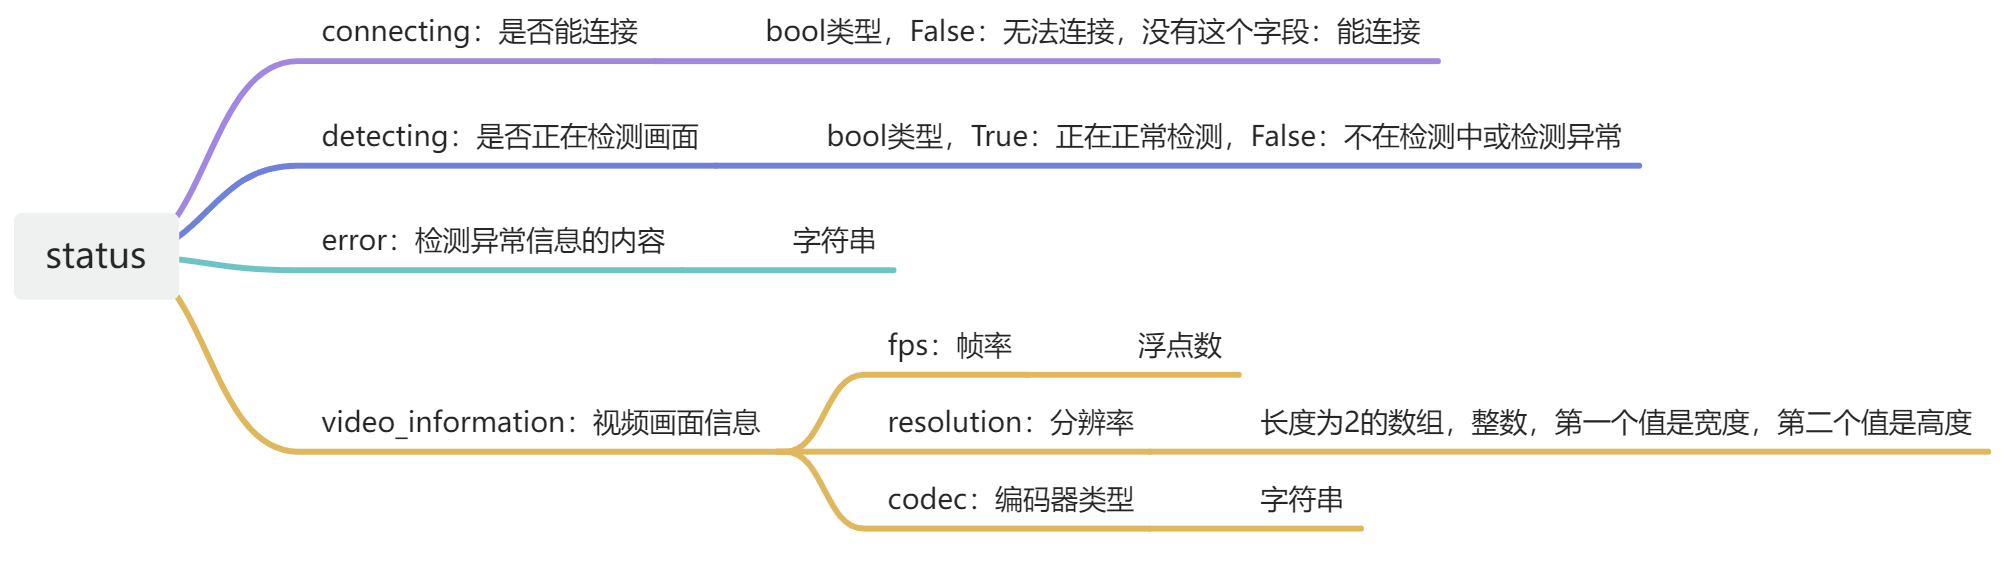 status
connecting：是否能连接
bool类型，False：无法连接，没有这个字段：能连接
detecting：是否正在检测画面
bool类型，True：正在正常检测，False：不在检测中或检测异常
error：检测异常信息的内容
字符串
video_information：视频画面信息
fps：帧率
浮点数
resolution：分辨率
长度为2的数组，整数，第一个值是宽度，第二个值是高度
codec：编码器类型
字符串